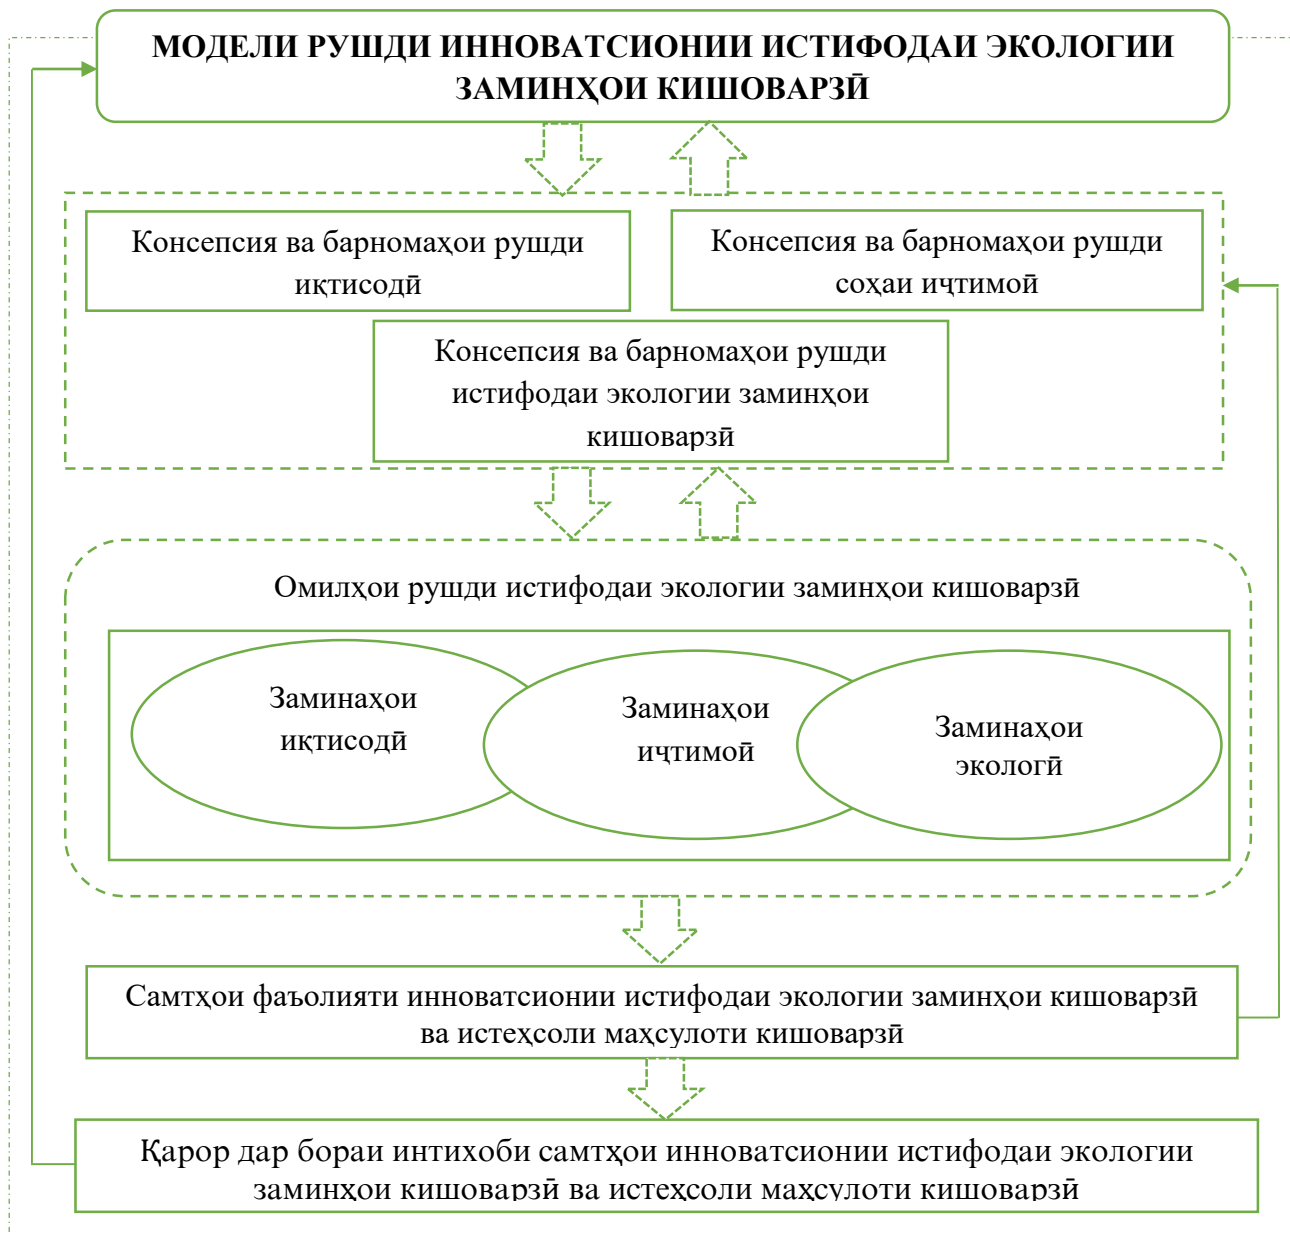 МОДЕЛИ РУШДИ ИННОВАТСИОНИИ ИСТИФОДАИ ЭКОЛОГИИ
ЗАМИНҲОИ КИШОВАРЗӢ
Консепсия ва барномаҳои рушди
иқтисодӣ
Консепсия ва барномаҳои рушди
соҳаи иҷтимоӣ
Консепсия ва барномаҳои рушди
истифодаи экологии заминҳои
кишоварзӣ
Омилҳои рушди истифодаи экологии заминҳои кишоварзӣ
Заминаҳои
иқтисодӣ
Заминаҳои
иҷтимоӣ
Заминаҳои
экологӣ
Самтҳои фаъолияти инноватсионии истифодаи экологии заминҳои кишоварзӣ
ва истеҳсоли маҳсулоти кишоварзӣ
Қарор дар бораи интихоби самтҳои инноватсионии истифодаи экологии
заминҳои кишоварзӣ ва истеҳсоли маҳсулоти кишоварзӣ